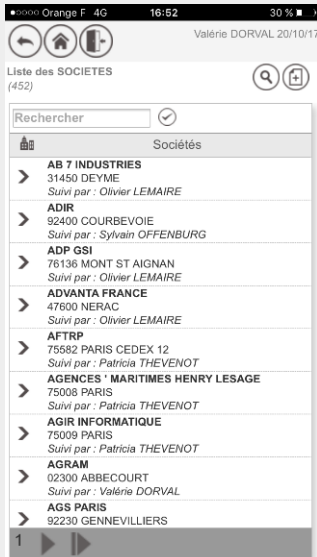 Orange F 4G 16:52 30 %
Valérie DORVAL 20/10/17
Liste des SOCIETES
(452)
Rechercher
Sociétés
AB 7 INDUSTRIES
31450 DEYME
Suivi par : Olivier LEMAIRE
ADIR
92400 COURBEVOIE
Suivi par : Sylvain OFFENBURG
ADP GSI
76136 MONT ST AIGNAN
Suivi par : Olivier LEMAIRE
ADVANTA FRANCE
47600 NERAC
Suivi par : Olivier LEMAIRE
AFTRP
75582 PARIS CEDEX 12
Suivi par : Patricia THEVENOT
AGENCES ' MARITIMES HENRY LESAGE
75008 PARIS
Suivi par : Patricia THEVENOT
AGIR INFORMATIQUE
75009 PARIS
Suivi par : Patricia THEVENOT
AGRAM
02300 ABBECOURT
Suivi par : Valérie DORVAL
AGS PARIS
92230 GENNEVILLIERS
1